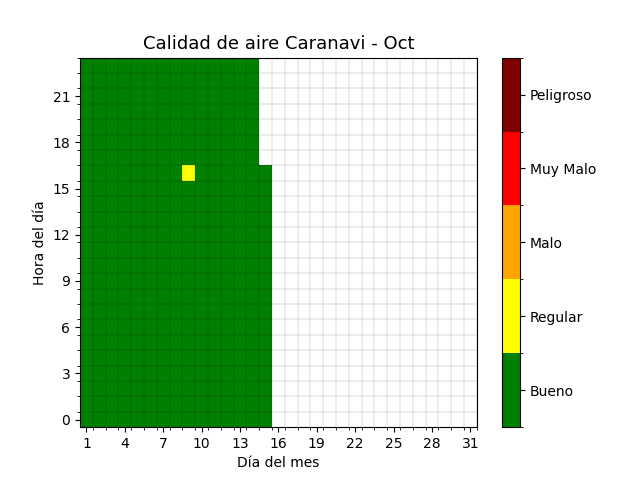 Calidad de aire Caranavi - Oct
Hora del día
21
18
15
12
9
6
3
0
1 4 7 10 13 16 19 22 25 28 31
Día del mes
Peligroso
Muy Malo
Malo
Regular
Bueno